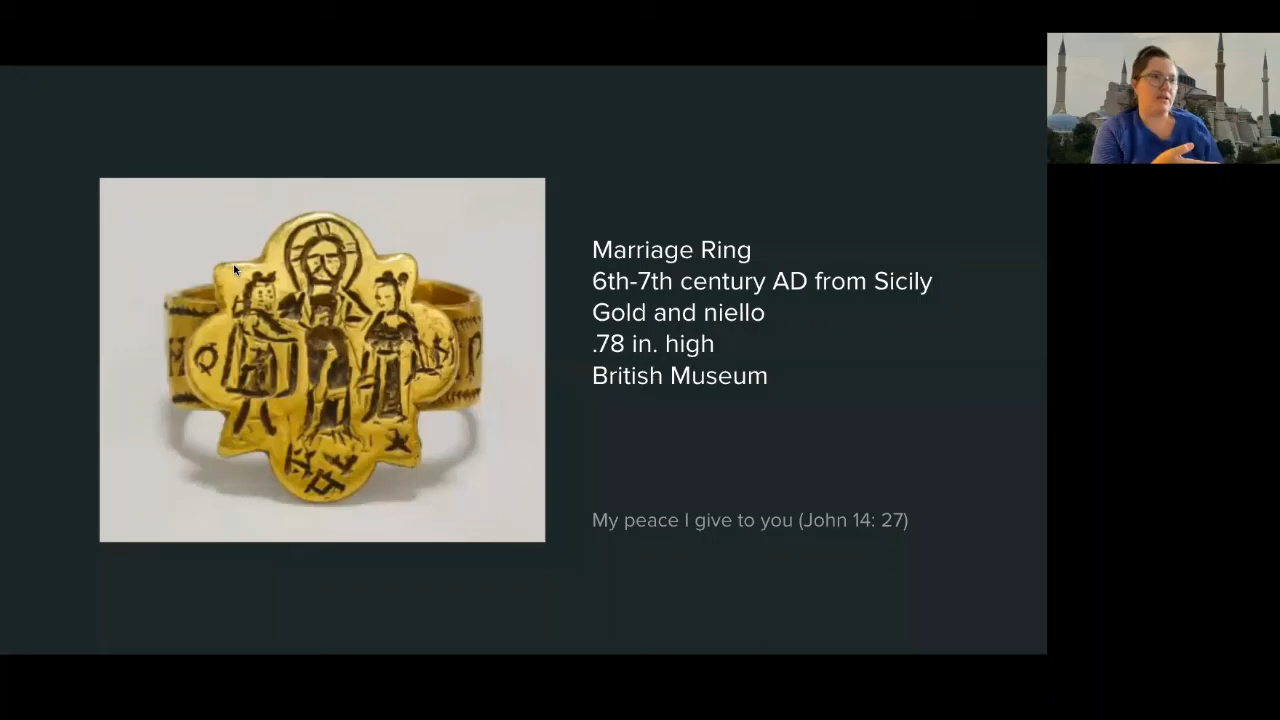 Marriage Ring
6th-7th century AD from Sicily
Gold and niello
.78 in. high
British Museum
My peace I give to you (John 14: 27)